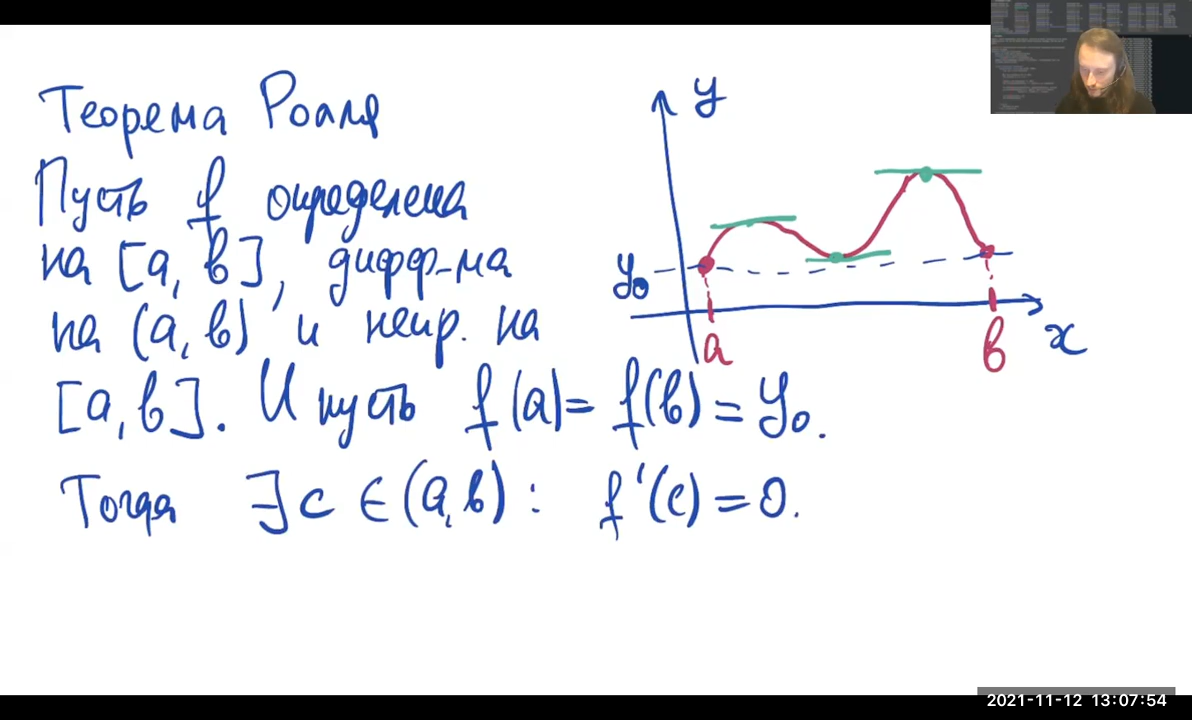 Теорема Ролля
Пусть f определена
на [a, b], дифф-ма
на (a, b) и непр. на
[a, b]. И пусть f(a) = f(b) = y₀.
Тогда ∃ c ∈ (a, b): f'(c) = 0.
y
y₀
a
b
x
2021-11-12 13:07:54